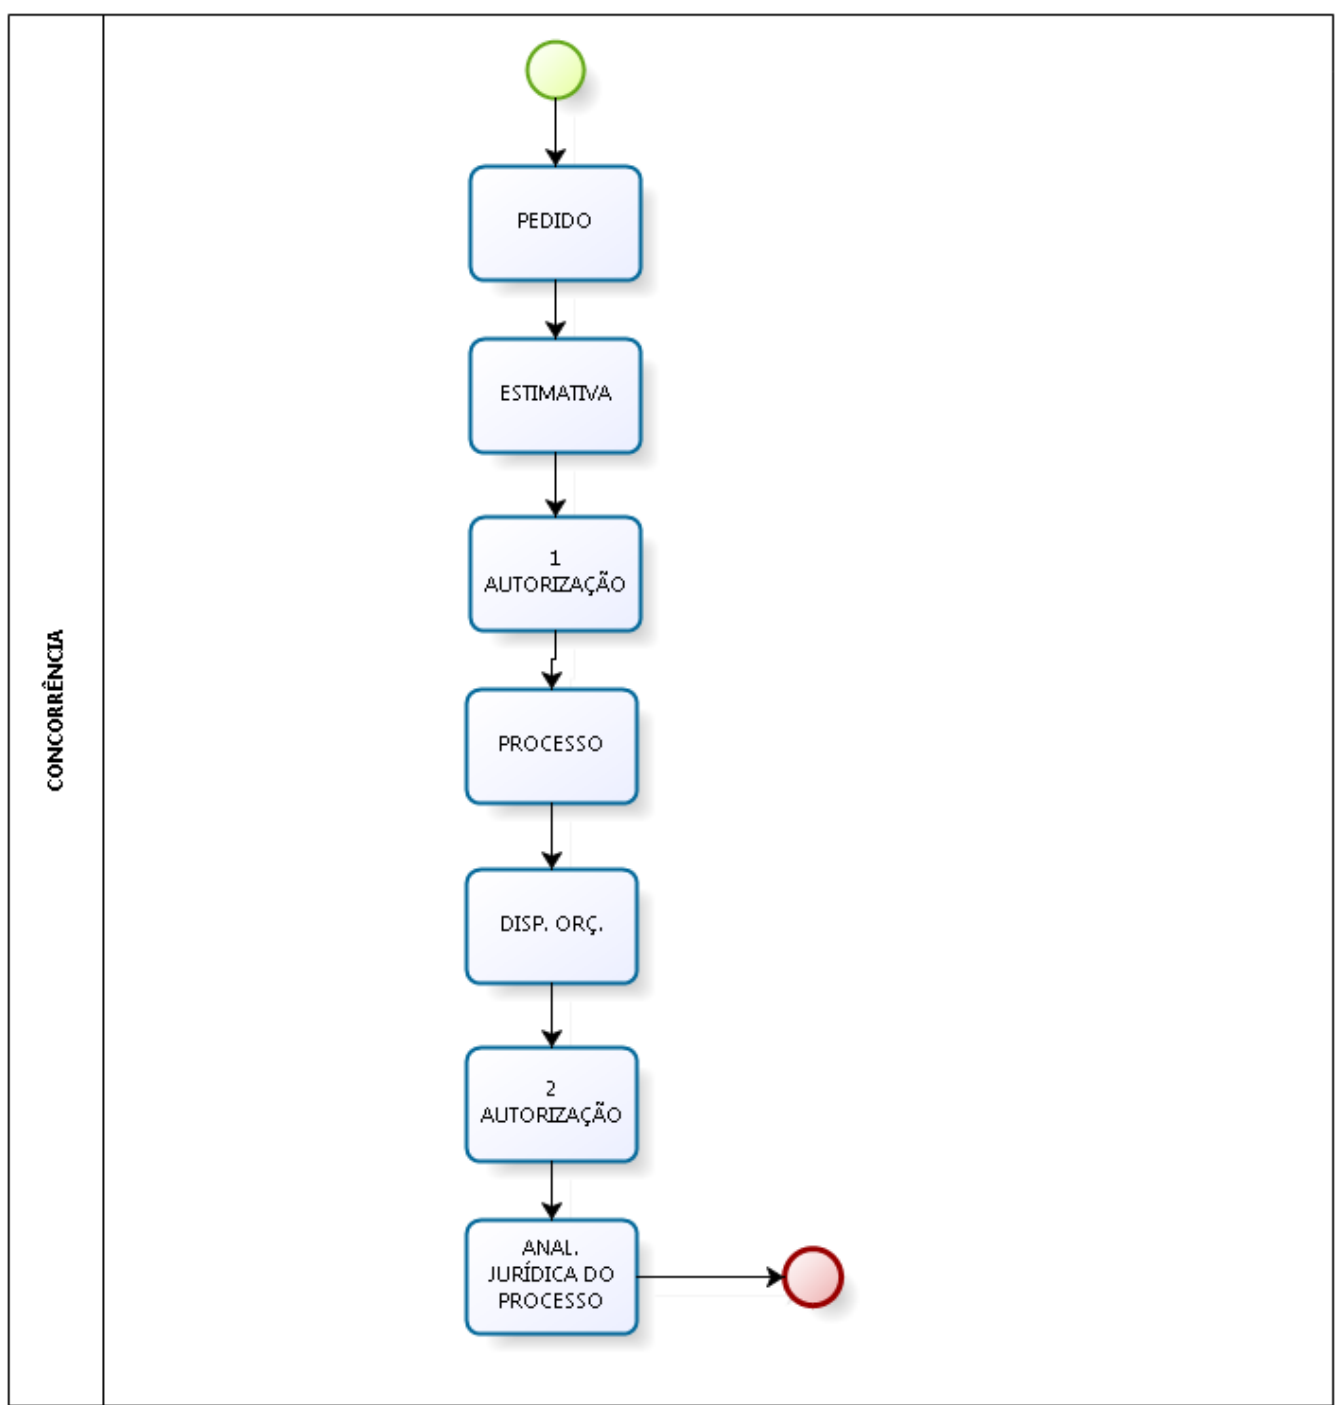 CONCORRÊNCIA
PEDIDO
ESTIMATIVA
1
AUTORIZAÇÃO
PROCESSO
DISP. ORÇ.
2
AUTORIZAÇÃO
ANAL.
JURÍDICA DO
PROCESSO